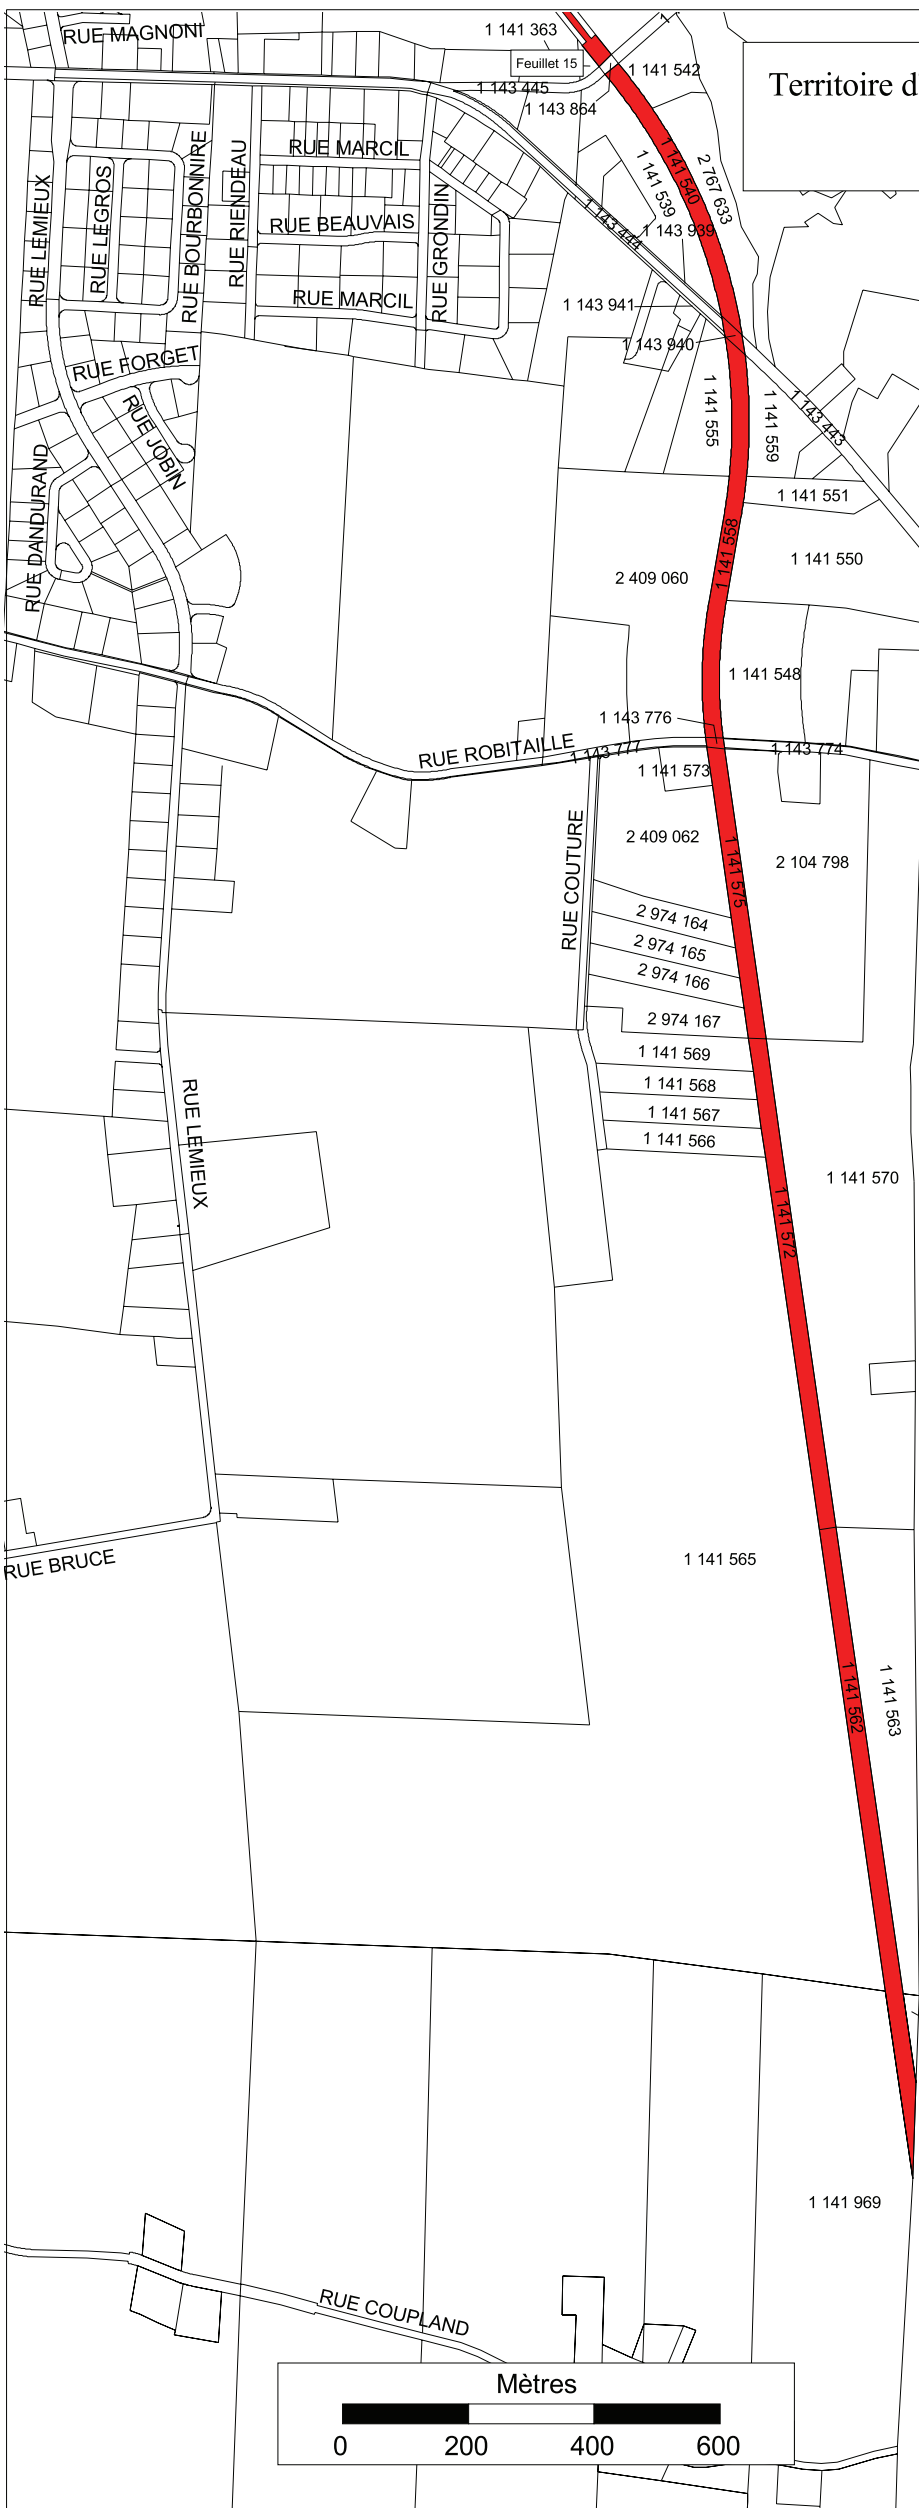 RUE MAGNONI
1 141 363
Feuillet 15
1 141 542
Territoire d
1 143 445
1 143 864
RUE MARCIL
1 141 540
2 767 633
1 141 539
RUE LEMIEUX
RUE LEGROS
RUE BOURBONNIRE
RUE RIENDEAU
RUE BEAUVAIS
RUE GRONDIN
1 143 444
1 143 939
RUE MARCIL
1 143 941
1 143 940
RUE FORGET
RUE JOBIN
1 141 555
1 141 559
1 143 443
RUE DANDURAND
1 141 551
1 141 558
1 141 550
2 409 060
1 141 548
1 143 776
RUE ROBITAILLE
1 143 777
1 143 774
1 141 573
RUE COUTURE
2 409 062
1 141 575
2 104 798
2 974 164
2 974 165
2 974 166
2 974 167
1 141 569
1 141 568
1 141 567
1 141 566
RUE LEMIEUX
1 141 570
1 141 572
1 141 565
RUE BRUCE
1 141 562
1 141 563
1 141 969
RUE COUPLAND
Mètres
0 200 400 600